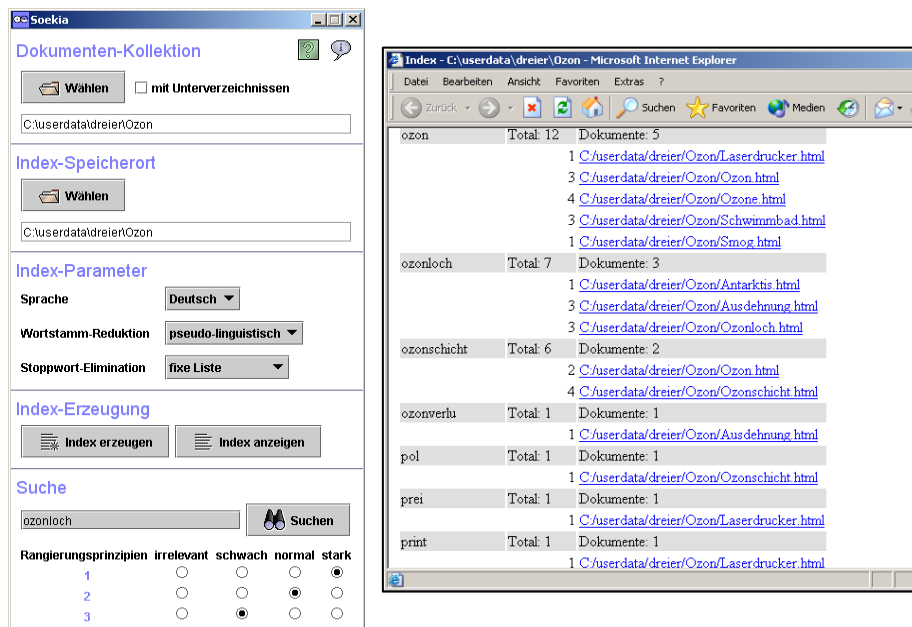 Soekia
Dokumenten-Kollektion
Wählen mit Unterverzeichnissen
C:\userdata\dreier\Ozon
Index-Speicherort
Wählen
C:\userdata\dreier\Ozon
Index-Parameter
Sprache Deutsch
Wortstamm-Reduktion pseudo-linguistisch
Stoppwort-Elimination fixe Liste
Index-Erzeugung
Index erzeugen Index anzeigen
Suche
ozonloch Suchen
Rangierungsprinzipien irrelevant schwach normal stark
1
2
3
Index - C:\userdata\dreier\Ozon - Microsoft Internet Explorer
Datei Bearbeiten Ansicht Favoriten Extras ?
Zurück Suchen Favoriten Medien
ozon Total: 12 Dokumente: 5
1 C:/userdata/dreier/Ozon/Laserdrucker.html
3 C:/userdata/dreier/Ozon/Ozon.html
4 C:/userdata/dreier/Ozon/Ozone.html
3 C:/userdata/dreier/Ozon/Schwimmbad.html
1 C:/userdata/dreier/Ozon/Smog.html
ozonloch Total: 7 Dokumente: 3
1 C:/userdata/dreier/Ozon/Antarktis.html
3 C:/userdata/dreier/Ozon/Ausdehnung.html
3 C:/userdata/dreier/Ozon/Ozonloch.html
ozonschicht Total: 6 Dokumente: 2
2 C:/userdata/dreier/Ozon/Ozon.html
4 C:/userdata/dreier/Ozon/Ozonschicht.html
ozonverlu Total: 1 Dokumente: 1
1 C:/userdata/dreier/Ozon/Ausdehnung.html
pol Total: 1 Dokumente: 1
1 C:/userdata/dreier/Ozon/Ozonschicht.html
prei Total: 1 Dokumente: 1
1 C:/userdata/dreier/Ozon/Laserdrucker.html
print Total: 1 Dokumente: 1
1 C:/userdata/dreier/Ozon/Laserdrucker.html